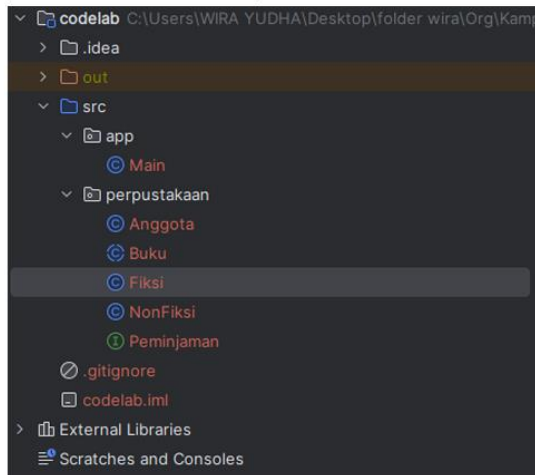 codelab C:\Users\WIRA YUDHA\Desktop\folder wira\Org\Kamp
.idea
out
src
app
Main
perpustakaan
Anggota
Buku
Fiksi
NonFiksi
Peminjaman
.gitignore
codelab.iml
External Libraries
Scratches and Consoles